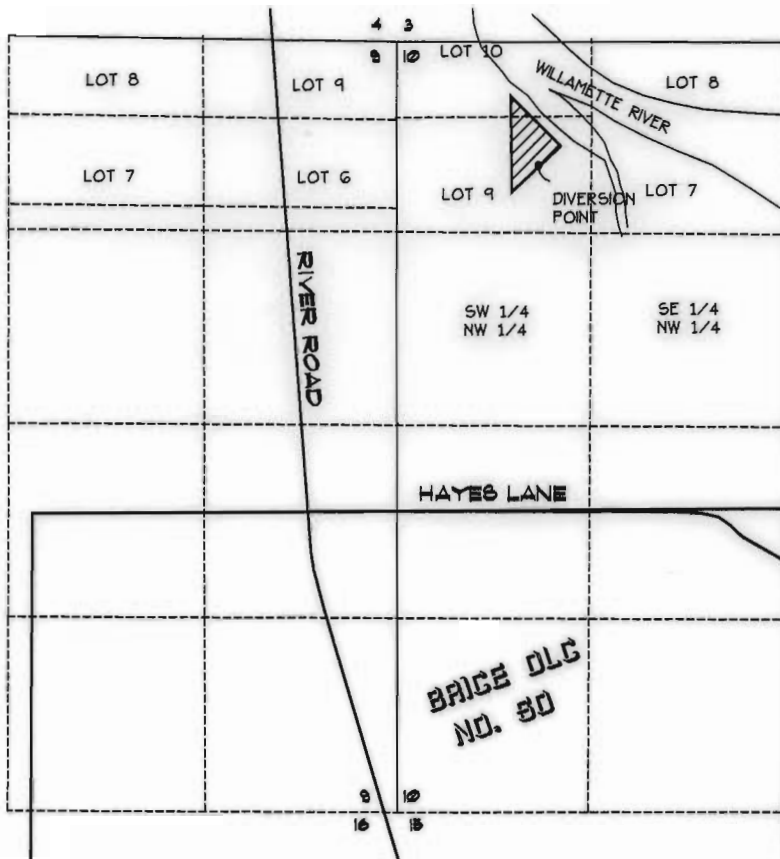 4 3
9 10
LOT 10
LOT 8
LOT 9
WILLAMETTE RIVER
LOT 8
LOT 7
LOT 6
LOT 9
DIVERSION
POINT
LOT 7
RIVER ROAD
SW 1/4
NW 1/4
SE 1/4
NW 1/4
HAYES LANE
DLC
NO.
9 10
16 15